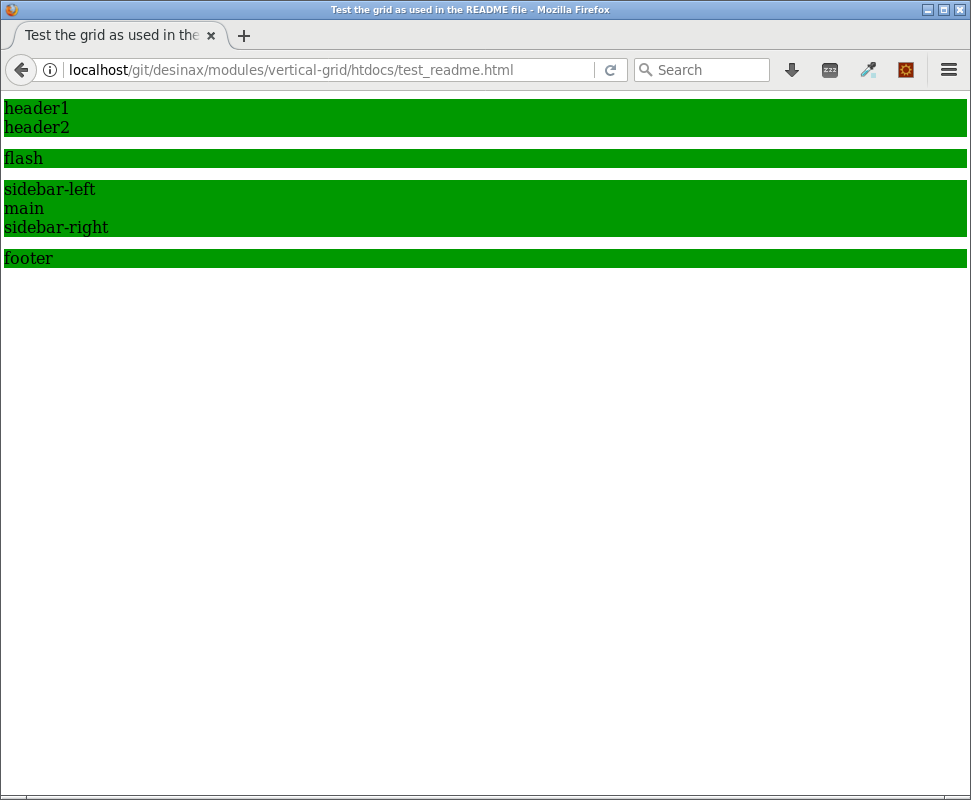 Test the grid as used in the README file - Mozilla Firefox
Test the grid as used in the
localhost/git/desinax/modules/vertical-grid/htdocs/test_readme.html
Search
zzz
header1
header2
flash
sidebar-left
main
sidebar-right
footer